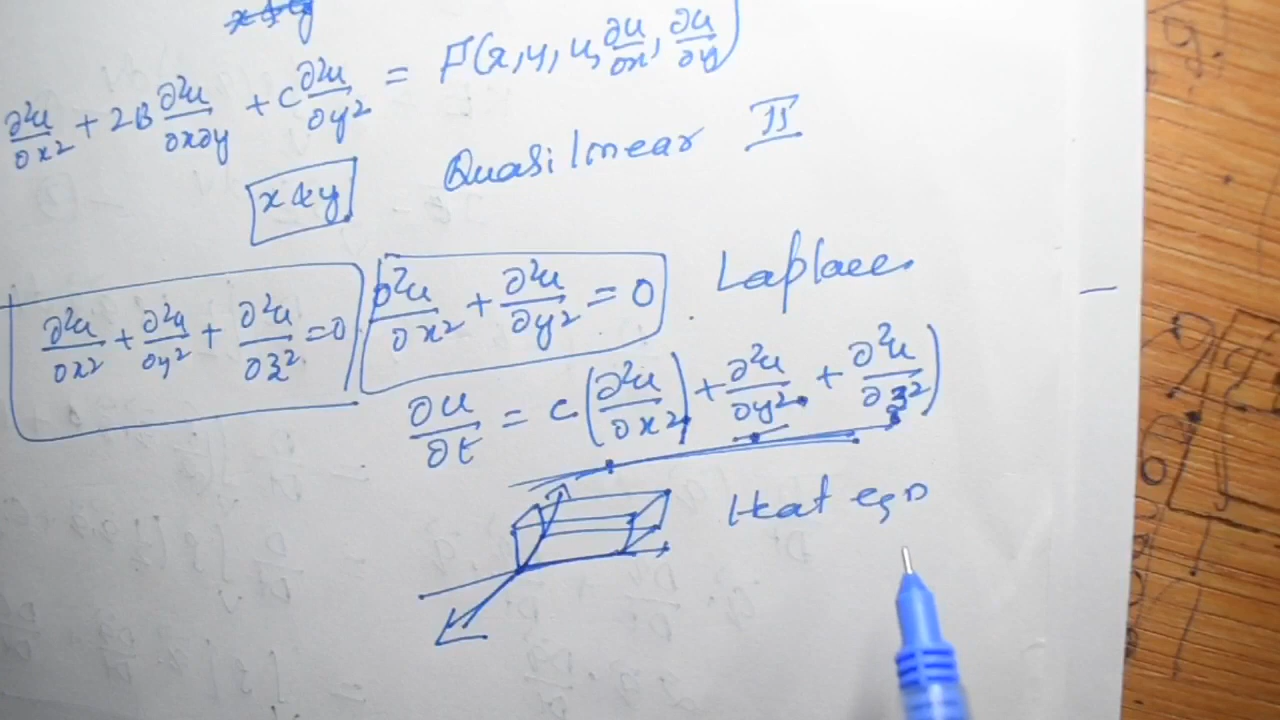 x & y
∂²u/∂x² + 2B ∂²u/∂x∂y + C ∂²u/∂y² = F(x, y, u, ∂u/∂x, ∂u/∂y)
x & y
Quasilinear II
∂²u/∂x² + ∂²u/∂y² + ∂²u/∂z² = 0
∂²u/∂x² + ∂²u/∂y² = 0
Laplace
∂u/∂t = c(∂²u/∂x²) + ∂²u/∂y² + ∂²u/∂z²)
Heat eqn